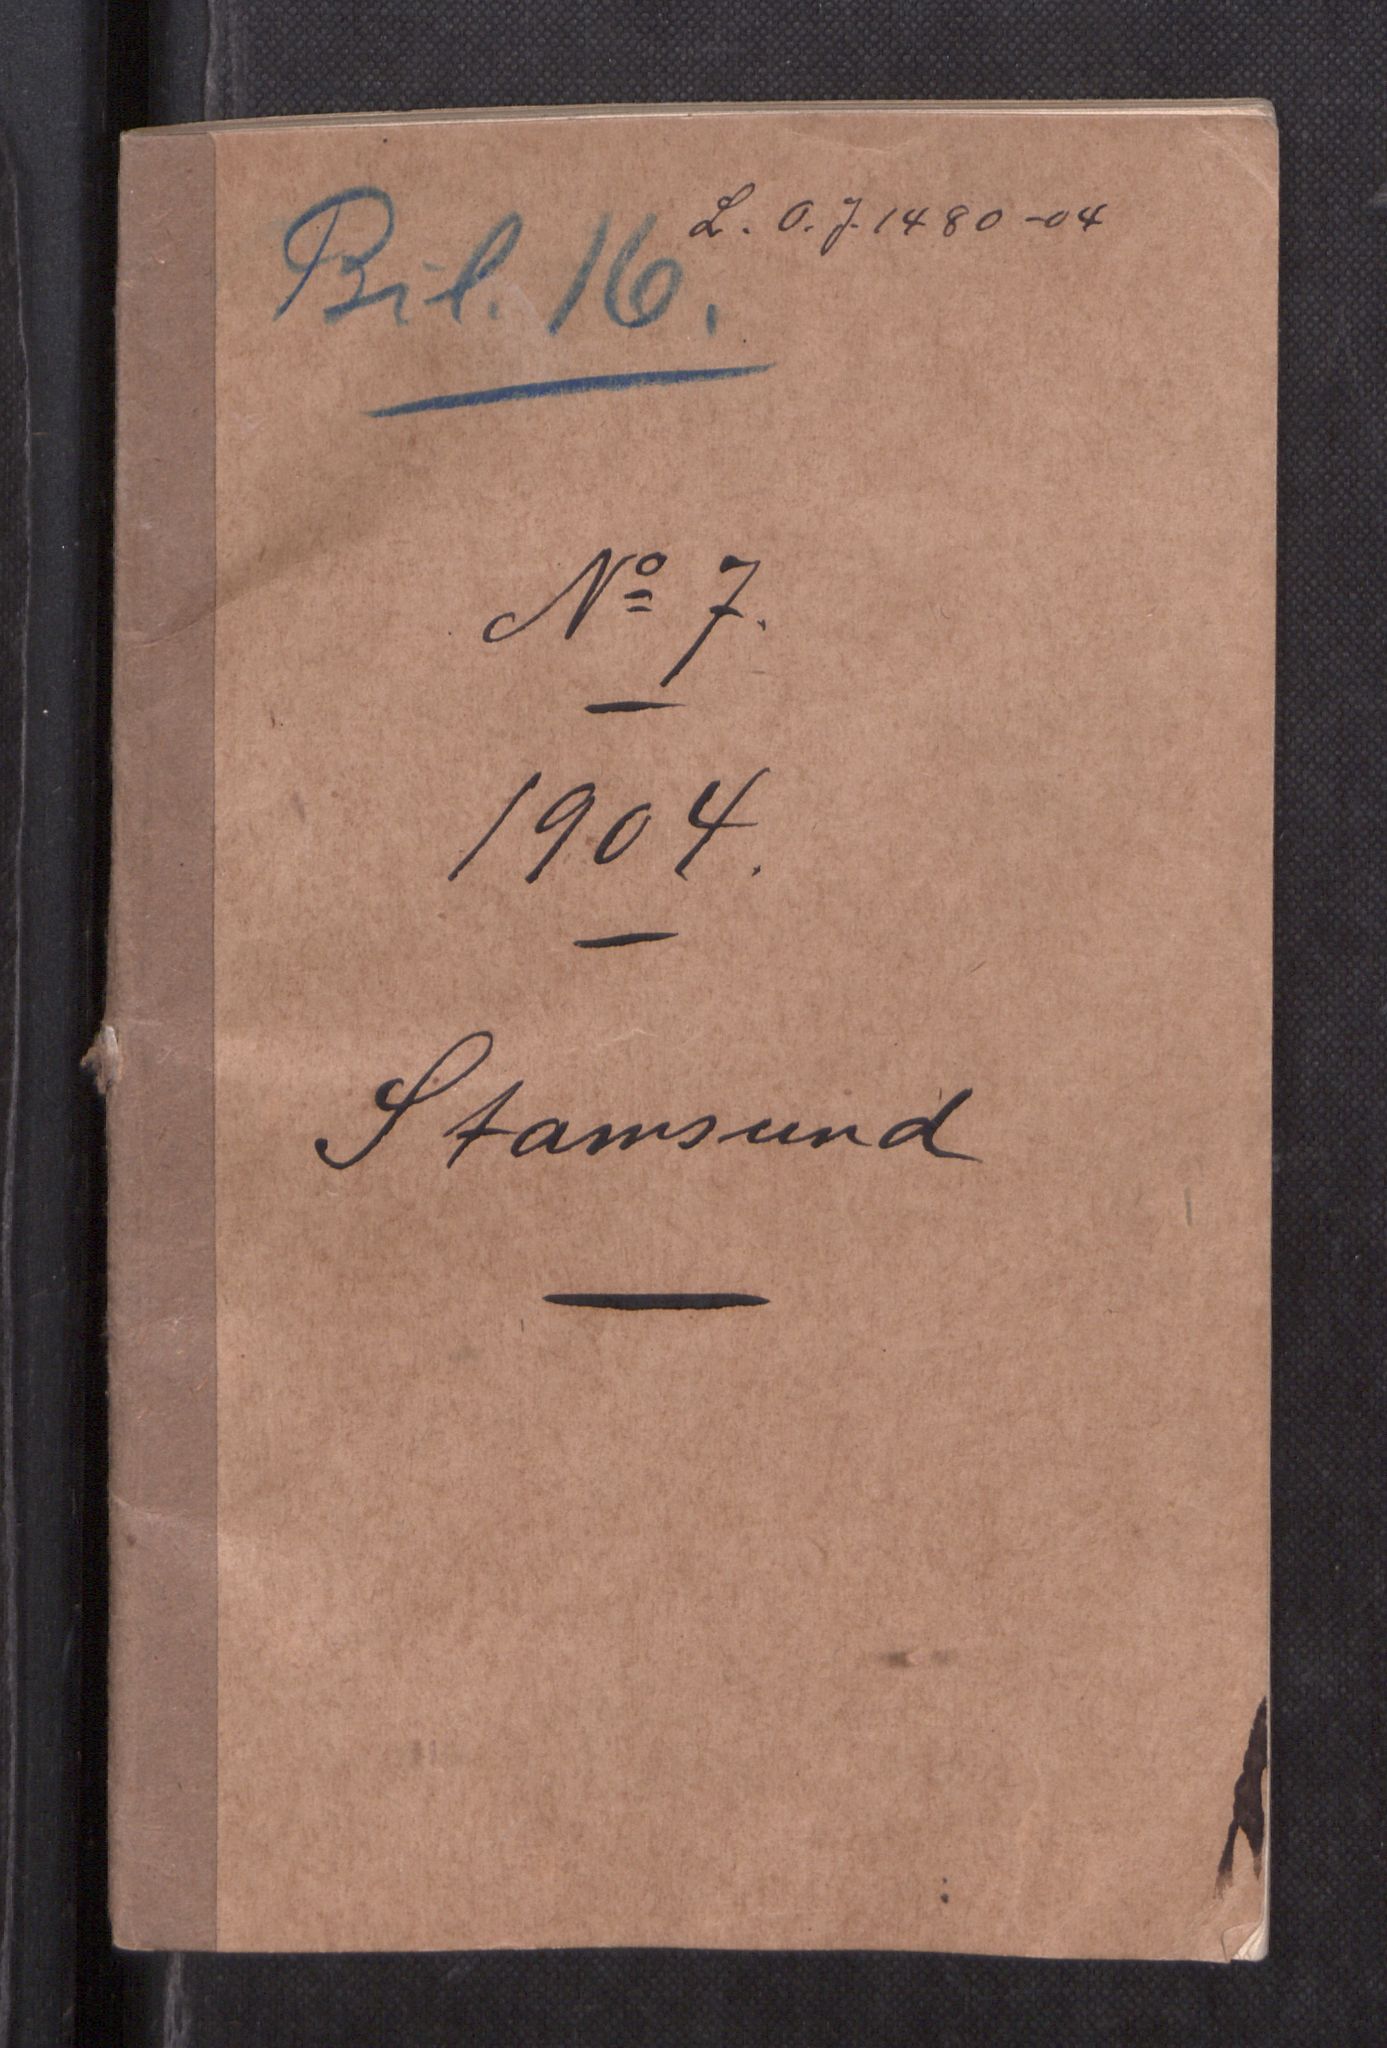 Bil. 16.
L. O. J. 1480-04
Nº 7.
1904.
Stamsund